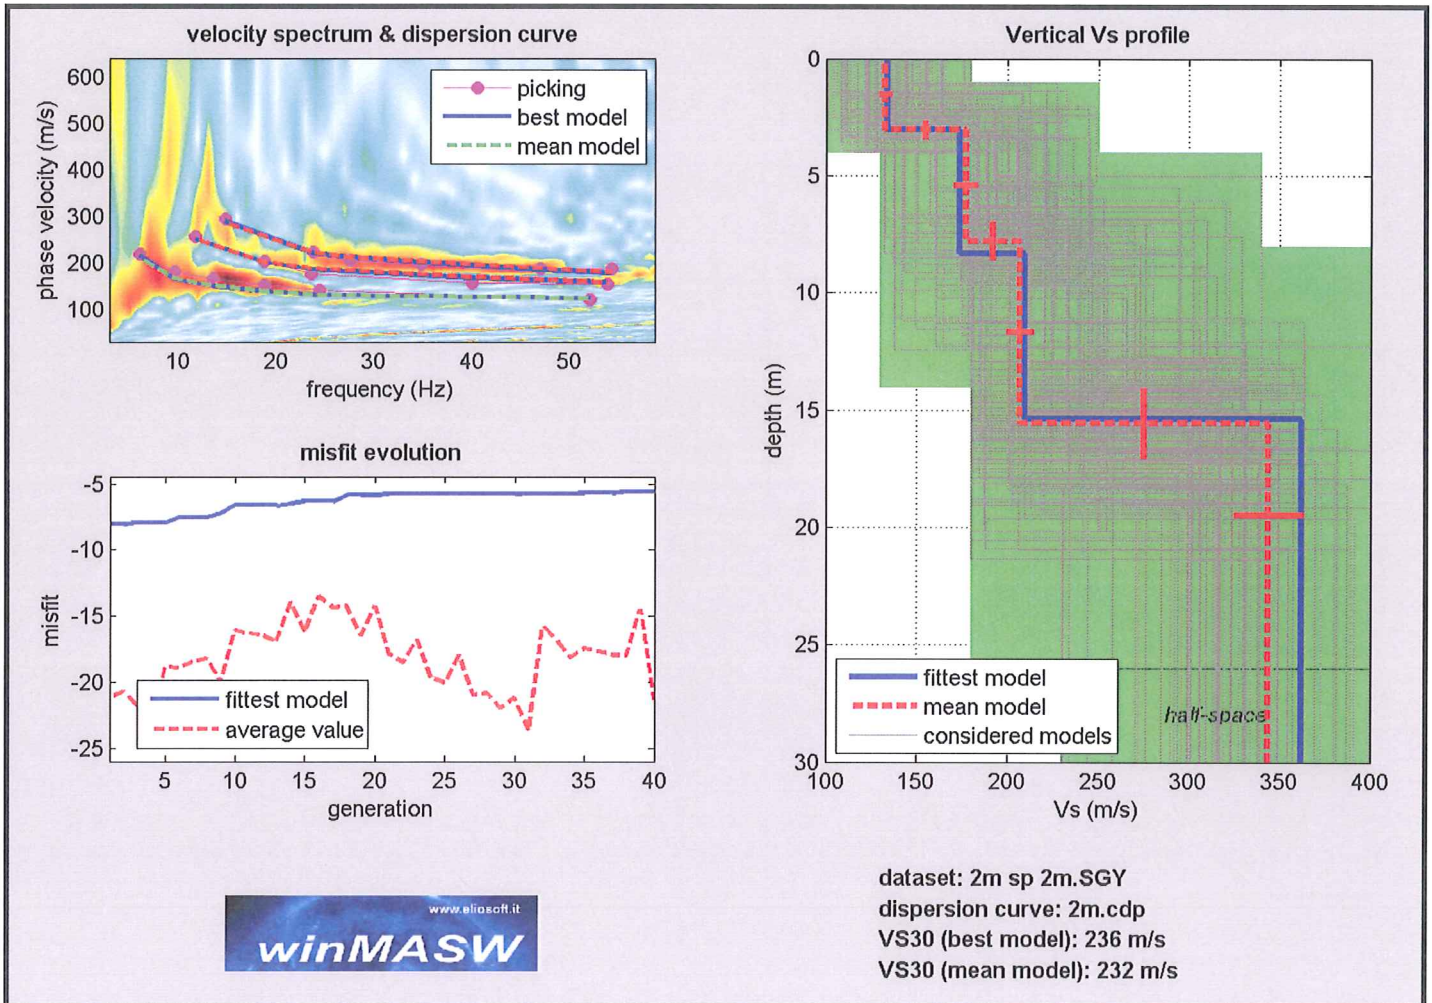 velocity spectrum & dispersion curve
600
500
400
300
200
100
phase velocity (m/s)
picking
best model
mean model
10 20 30 40 50
frequency (Hz)
misfit evolution
-5
-10
-15
-20
-25
misfit
fittest model
average value
5 10 15 20 25 30 35 40
generation
www.eliosoft.it
winMASW
Vertical Vs profile
0
5
10
15
20
25
30
depth (m)
fittest model
mean model
considered models
half-space
100 150 200 250 300 350 400
Vs (m/s)
dataset: 2m sp 2m.SGY
dispersion curve: 2m.cdp
VS30 (best model): 236 m/s
VS30 (mean model): 232 m/s